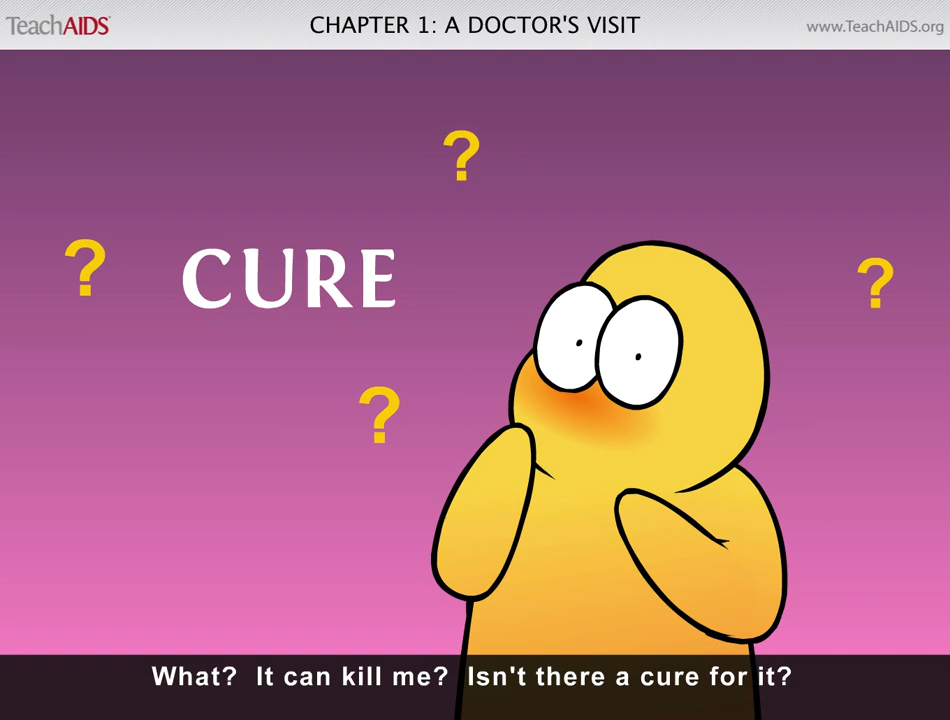 TeachAIDS
CHAPTER 1: A DOCTOR'S VISIT
www.TeachAIDS.org
?
? CURE ?
?
What? It can kill me? Isn't there a cure for it?